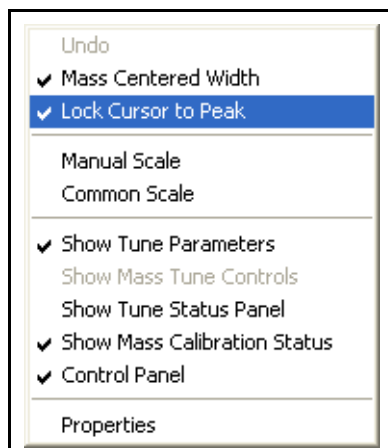 Undo
Mass Centered Width
Lock Cursor to Peak
Manual Scale
Common Scale
Show Tune Parameters
Show Mass Tune Controls
Show Tune Status Panel
Show Mass Calibration Status
Control Panel
Properties